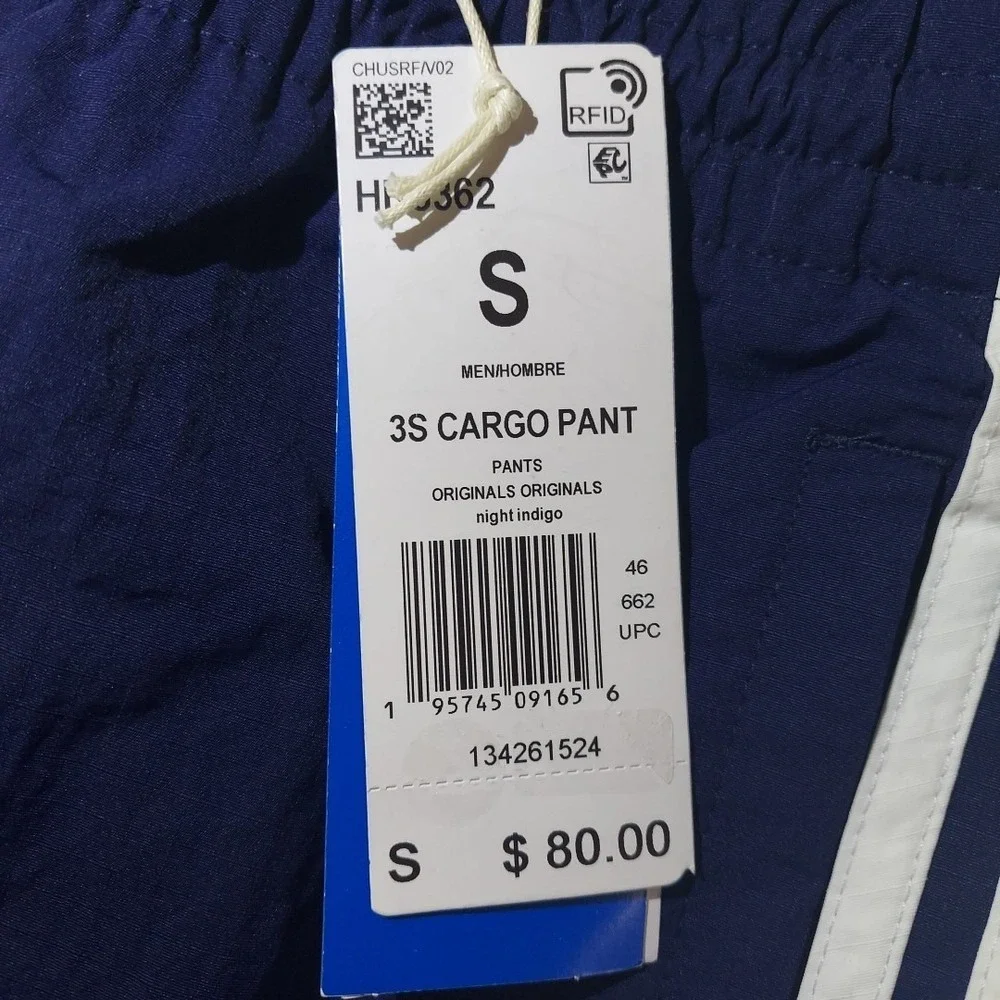 CHUSRF/V02
RFID
S
MEN/HOMBRE
3S CARGO PANT
PANTS
ORIGINALS ORIGINALS
night indigo
46
662
UPC
1 95745 09165 6
134261524
S $ 80.00